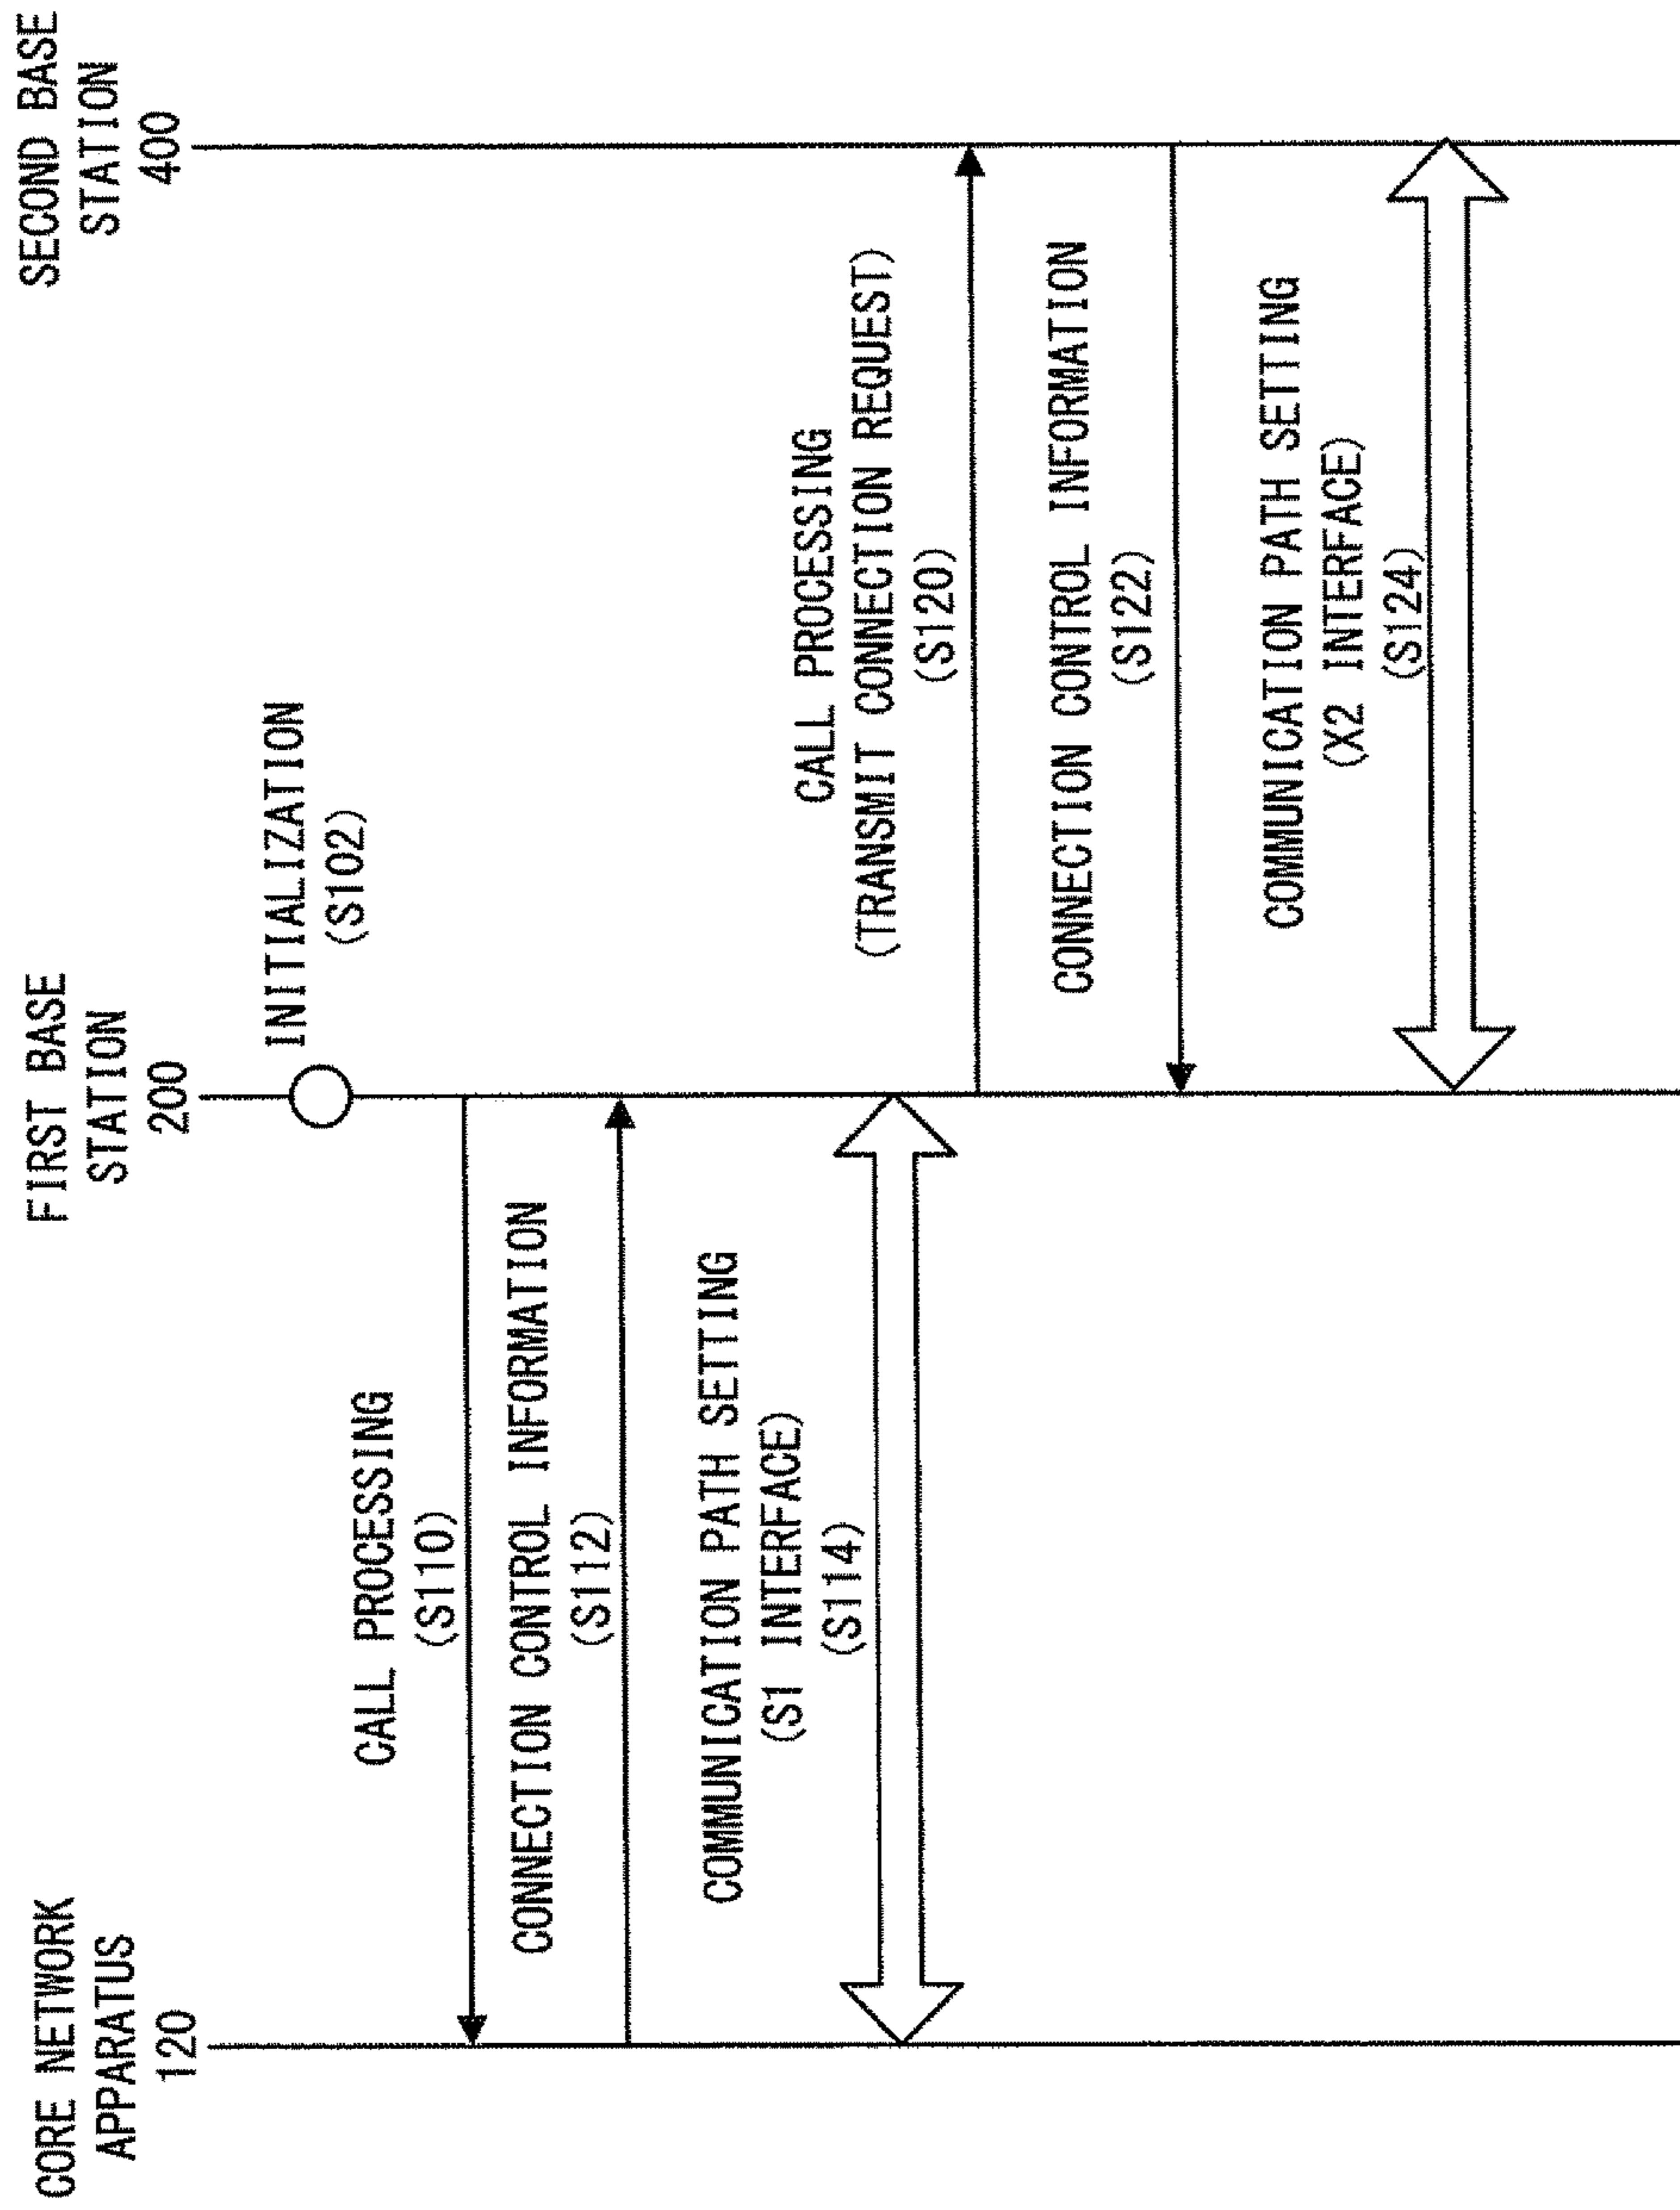 CORE NETWORK
APPARATUS
120
FIRST BASE
STATION
200
SECOND BASE
STATION
400
INITIALIZATION
(S102)
CALL PROCESSING
(S110)
CONNECTION CONTROL INFORMATION
(S112)
COMMUNICATION PATH SETTING
(S1 INTERFACE)
(S114)
CALL PROCESSING
(TRANSMIT CONNECTION REQUEST)
(S120)
CONNECTION CONTROL INFORMATION
(S122)
COMMUNICATION PATH SETTING
(X2 INTERFACE)
(S124)